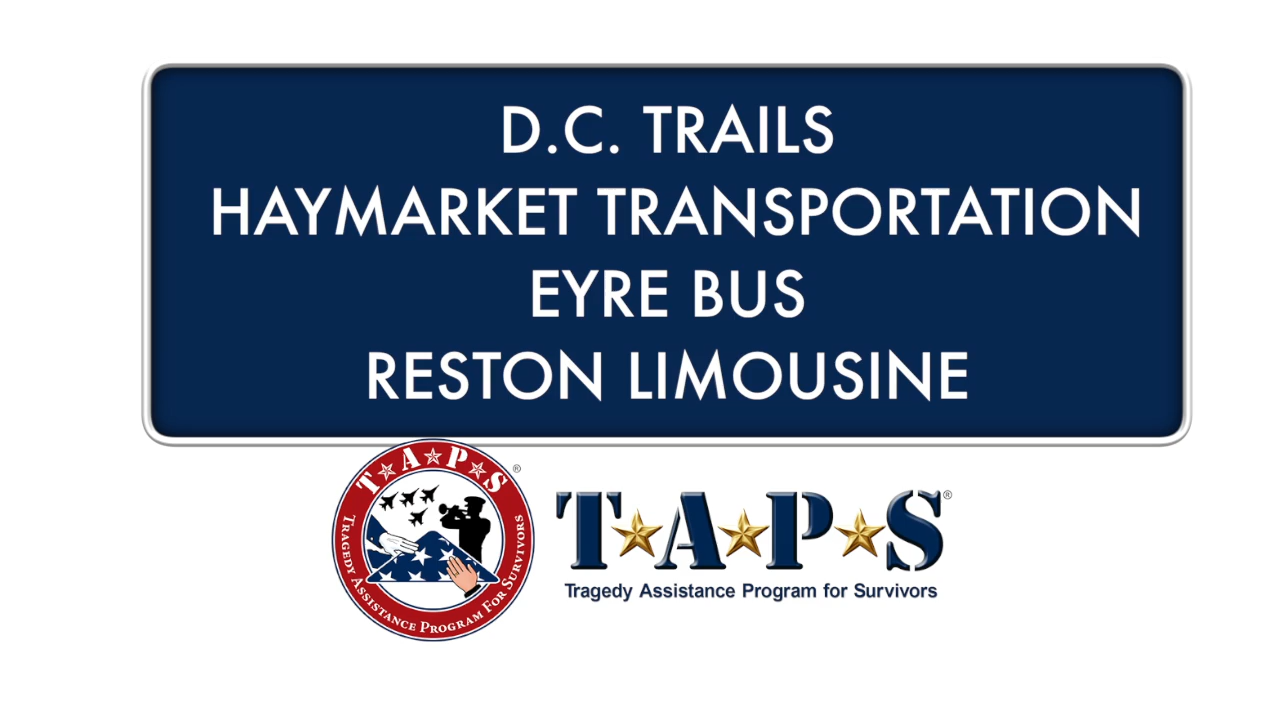 D.C. TRAILS
HAYMARKET TRANSPORTATION
EYRE BUS
RESTON LIMOUSINE
T★A★P★S®
TRAGEDY ASSISTANCE PROGRAM FOR SURVIVORS
T★A★P★S®
Tragedy Assistance Program for Survivors